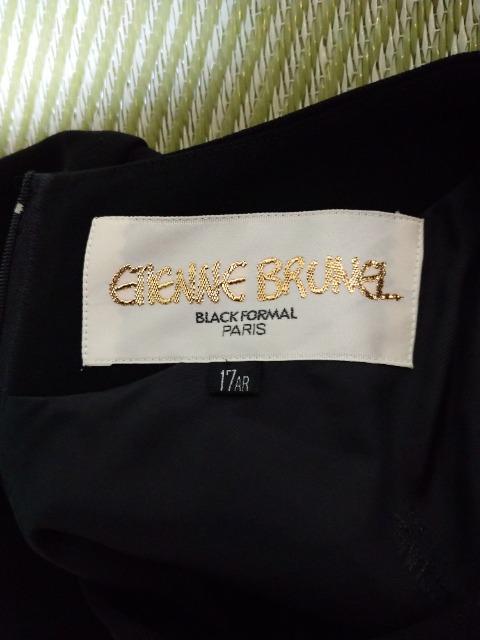 ETIENNE BRUNEL
BLACK FORMAL
PARIS
17AR